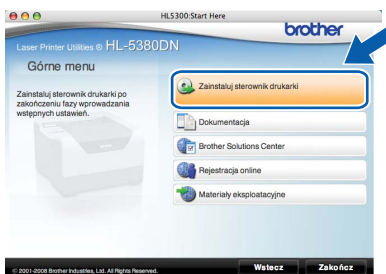 HL5300:Start Here
brother
Laser Printer Utilities ® HL-5380DN
Górne menu
Zainstaluj sterownik drukarki po
zakończeniu fazy wprowadzania
wstępnych ustawień.
Zainstaluj sterownik drukarki
Dokumentacja
Brother Solutions Center
Rejestracja online
Materiały eksploatacyjne
© 2001-2008 Brother Industries, Ltd. All Rights Reserved.
Wstecz
Zakończ